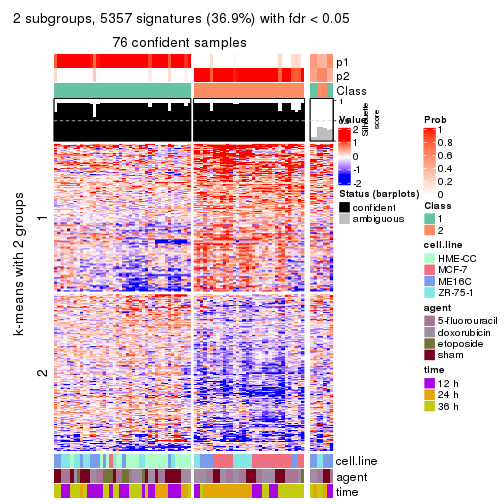 2 subgroups, 5357 signatures (36.9%) with fdr < 0.05
76 confident samples
p1
p2
Class
1
Silhouette
score
k-means with 2 groups
1
2
cell.line
agent
time
Value
2
1
0
-1
-2
Status (barplots)
confident
ambiguous
Prob
1
0.8
0.6
0.4
0.2
0
Class
1
2
cell.line
HME-CC
MCF-7
ME16C
ZR-75-1
agent
5-fluorouracil
doxorubicin
etoposide
sham
time
12 h
24 h
36 h